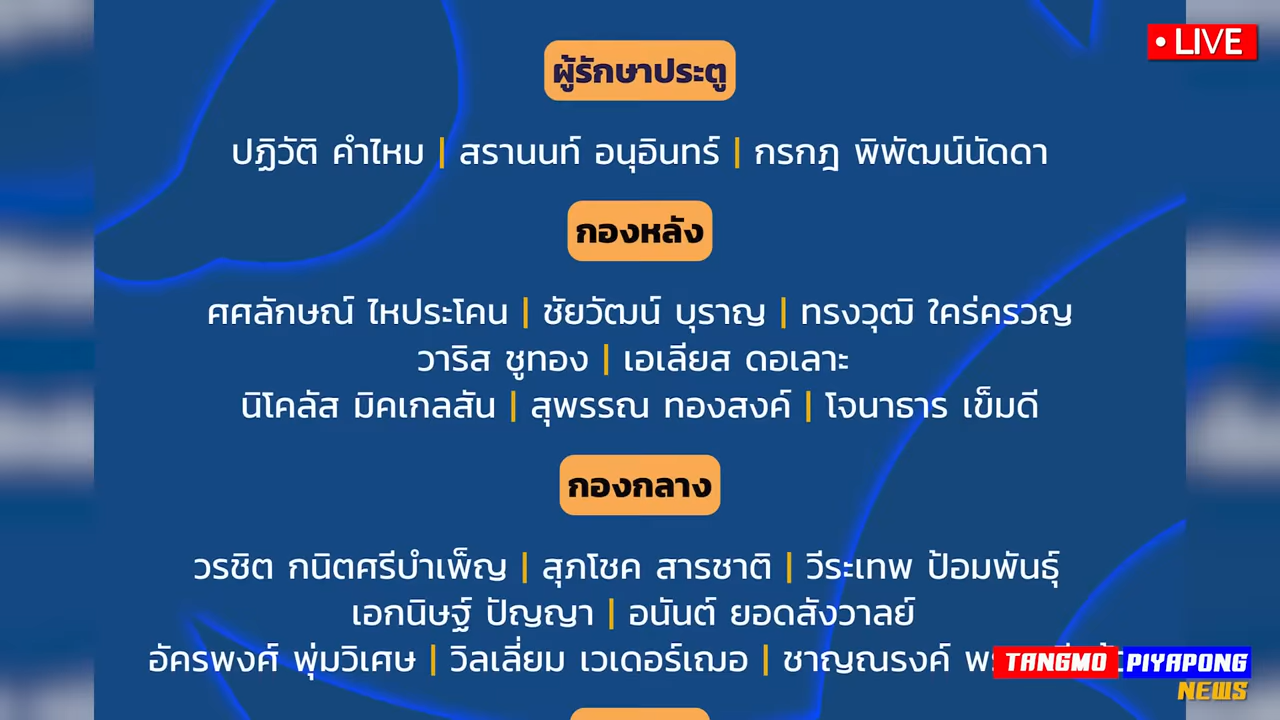 • LIVE
ผู้รักษาประตู
ปฏิวัติ คำไหม | สรานนท์ อนุอินทร์ | กรกฎ พิพัฒน์นัดดา
กองหลัง
ศศลักษณ์ ไหประโคน | ชัยวัฒน์ บุราญ | ทรงวุฒิ ใคร่ครวญ
วาริส ชูทอง | เอเลียส ดอเลาะ
นิโคลัส มิคเกลสัน | สุพรรณ ทองสงค์ | โจนาธาร เข็มดี
กองกลาง
วรชิต กนิตศรีบำเพ็ญ | สุภโชค สารชาติ | วีระเทพ ป้อมพันธุ์
เอกนิษฐ์ ปัญญา | อนันต์ ยอดสังวาลย์
อัครพงศ์ พุ่มวิเศษ | วิลเลี่ยม เวเดอร์เฌอ | ชาญณรงค์
TANGMO PIYAPONG
NEWS